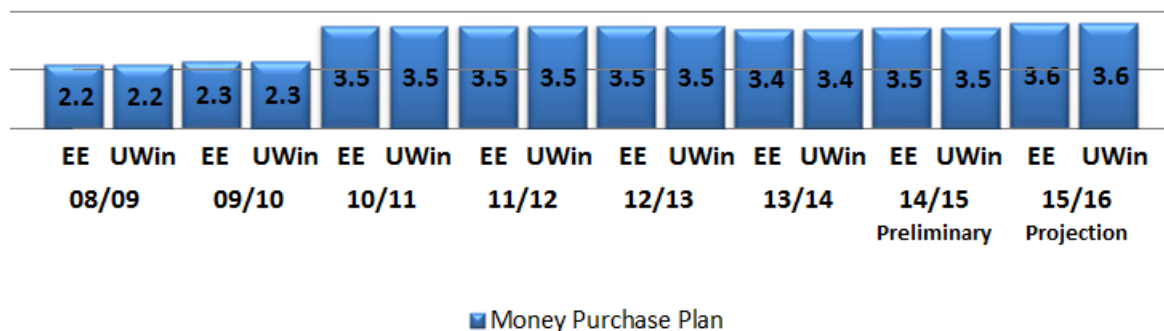 2.2 2.2 2.3 2.3 3.5 3.5 3.5 3.5 3.5 3.5 3.4 3.4 3.5 3.5 3.6 3.6
EE UWin EE UWin EE UWin EE UWin EE UWin EE UWin EE UWin EE UWin
08/09 09/10 10/11 11/12 12/13 13/14 14/15 15/16
Preliminary Projection
Money Purchase Plan